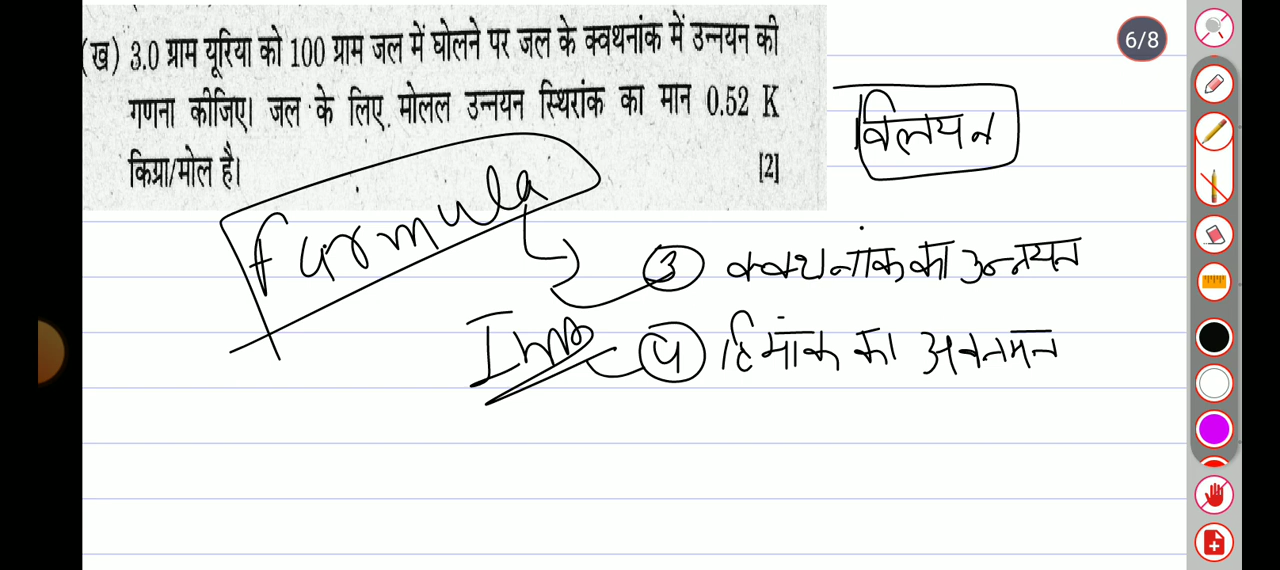 (ख) 3.0 ग्राम यूरिया को 100 ग्राम जल में घोलने पर जल के क्वथनांक में उन्नयन की
गणना कीजिए। जल के लिए मोलल उन्नयन स्थिरांक का मान 0.52 K
किग्रा/मोल है। [2]
6/8
विलयन
formula
3 क्वथनांक का उन्नयन
Imp 4 हिमांक का अवनमन